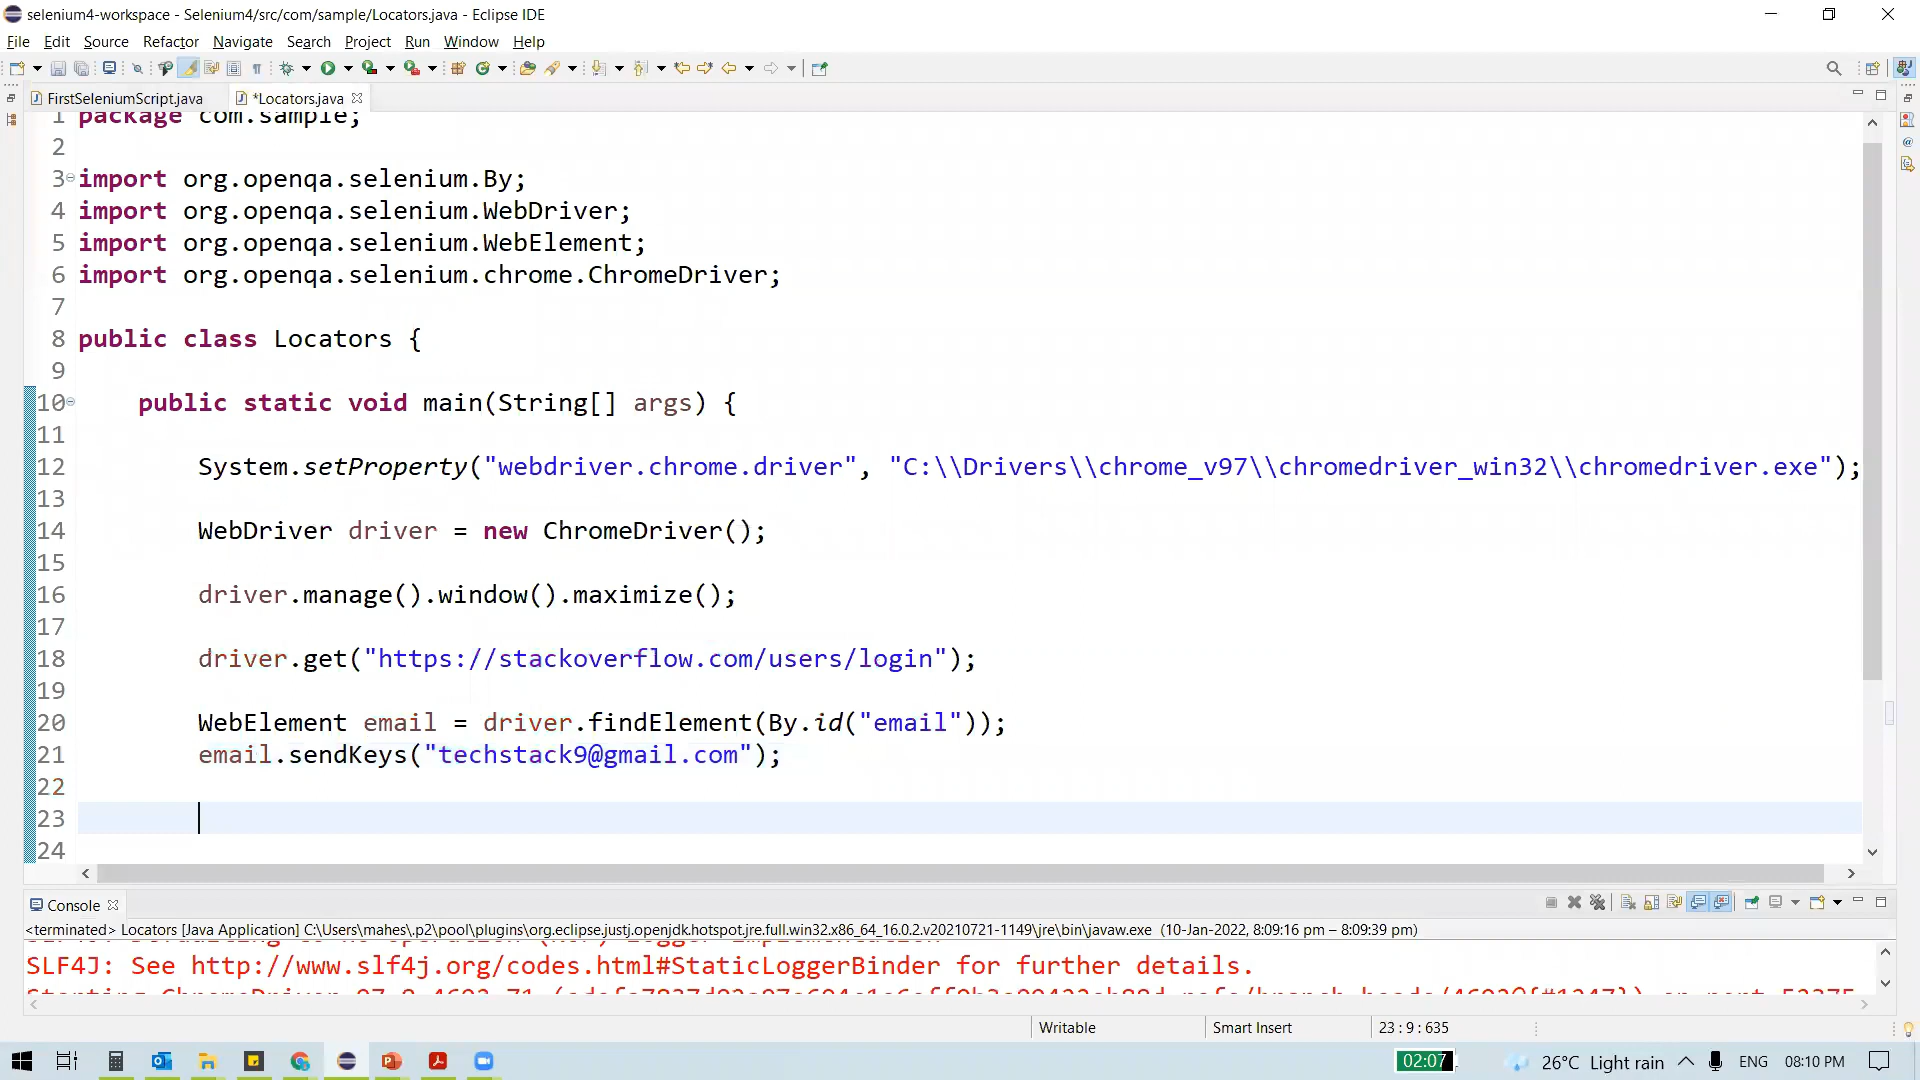 selenium4-workspace - Selenium4/src/com/sample/Locators.java - Eclipse IDE
File Edit Source Refactor Navigate Search Project Run Window Help
FirstSeleniumScript.java *Locators.java
1 package com.sample;
2
3 import org.openqa.selenium.By;
4 import org.openqa.selenium.WebDriver;
5 import org.openqa.selenium.WebElement;
6 import org.openqa.selenium.chrome.ChromeDriver;
7
8 public class Locators {
9
10 public static void main(String[] args) {
11
12 System.setProperty("webdriver.chrome.driver", "C:\\Drivers\\chrome_v97\\chromedriver_win32\\chromedriver.exe");
13
14 WebDriver driver = new ChromeDriver();
15
16 driver.manage().window().maximize();
17
18 driver.get("https://stackoverflow.com/users/login");
19
20 WebElement email = driver.findElement(By.id("email"));
21 email.sendKeys("techstack9@gmail.com");
22
23
24
Console
<terminated> Locators [Java Application] C:\Users\mahes\.p2\pool\plugins\org.eclipse.justj.openjdk.hotspot.jre.full.win32.x86_64_16.0.2.v20210721-1149\jre\bin\javaw.exe (10-Jan-2022, 8:09:16 pm – 8:09:39 pm)
SLF4J: See http://www.slf4j.org/codes.html#StaticLoggerBinder for further details.
Writable Smart Insert 23 : 9 : 635
02:07 26°C Light rain ENG 08:10 PM